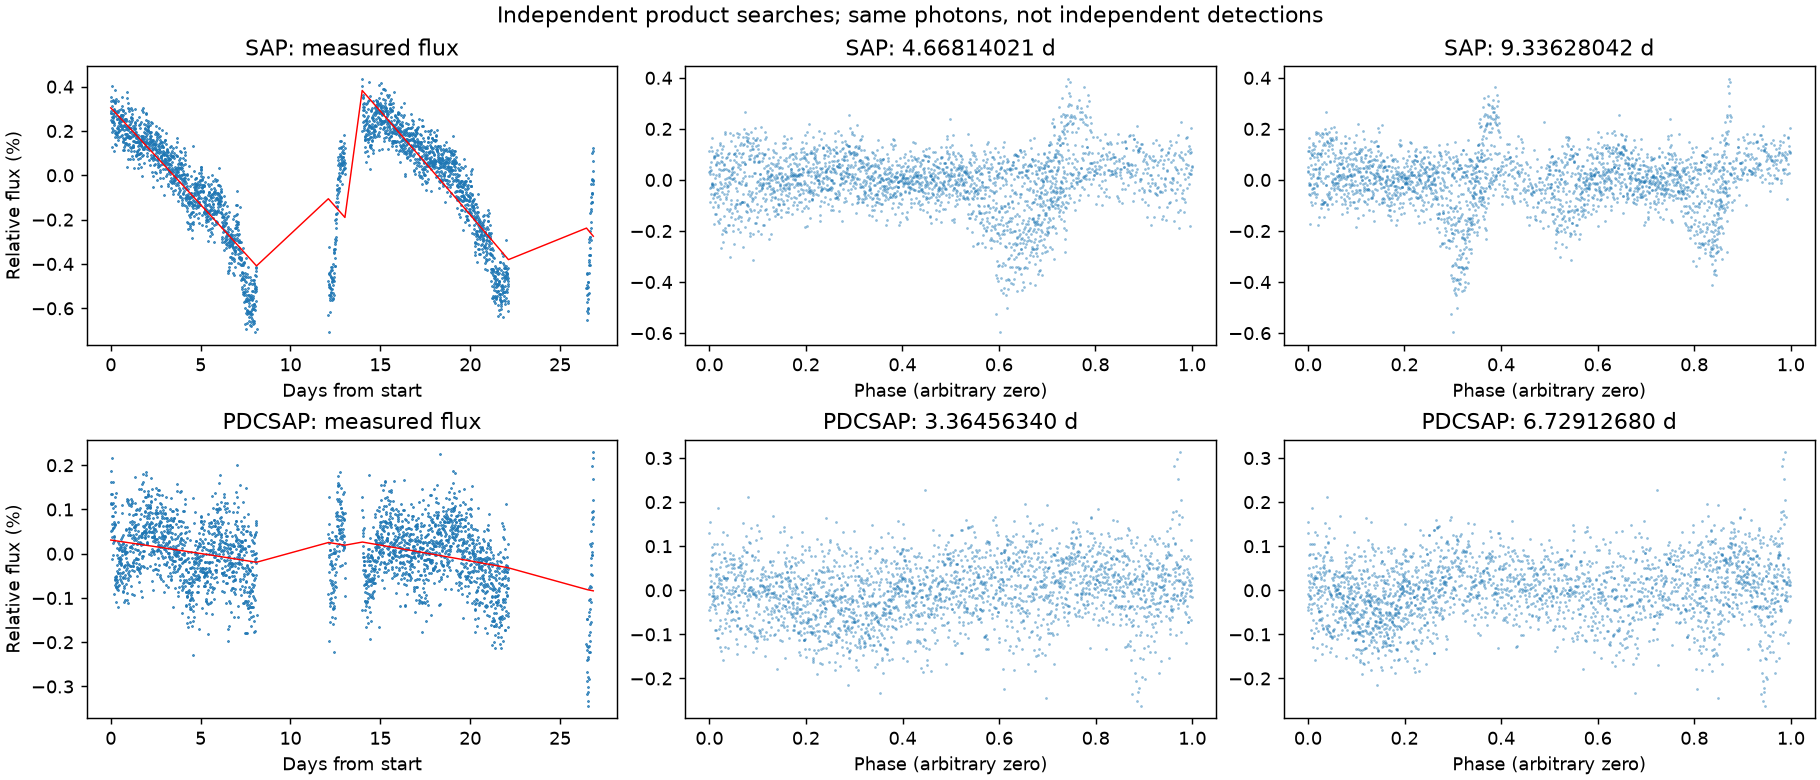 Independent product searches; same photons, not independent detections
SAP: measured flux
SAP: 4.66814021 d
SAP: 9.33628042 d
Relative flux (%)
0.4
0.2
0.0
−0.2
−0.4
−0.6
0 5 10 15 20 25
Days from start
0.4
0.2
0.0
−0.2
−0.4
−0.6
0.0 0.2 0.4 0.6 0.8 1.0
Phase (arbitrary zero)
0.4
0.2
0.0
−0.2
−0.4
−0.6
0.0 0.2 0.4 0.6 0.8 1.0
Phase (arbitrary zero)
PDCSAP: measured flux
PDCSAP: 3.36456340 d
PDCSAP: 6.72912680 d
Relative flux (%)
0.2
0.1
0.0
−0.1
−0.2
−0.3
0 5 10 15 20 25
Days from start
0.3
0.2
0.1
0.0
−0.1
−0.2
0.0 0.2 0.4 0.6 0.8 1.0
Phase (arbitrary zero)
0.3
0.2
0.1
0.0
−0.1
−0.2
0.0 0.2 0.4 0.6 0.8 1.0
Phase (arbitrary zero)